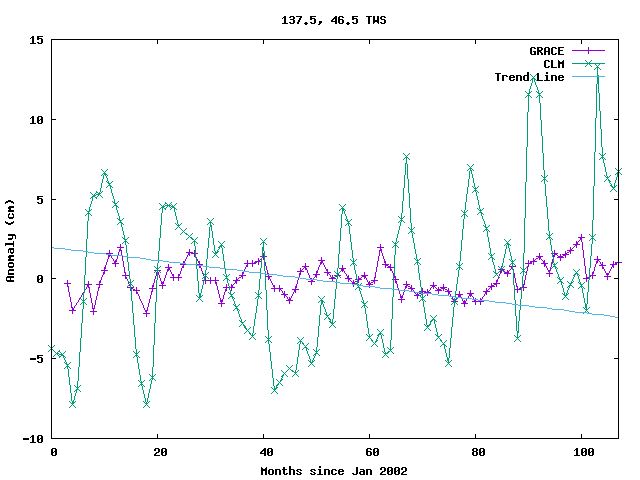 137.5, 46.5 TWS
15
GRACE
CLM
Trend Line
10
5
0
-5
-10
Anomaly (cm)
0 20 40 60 80 100
Months since Jan 2002